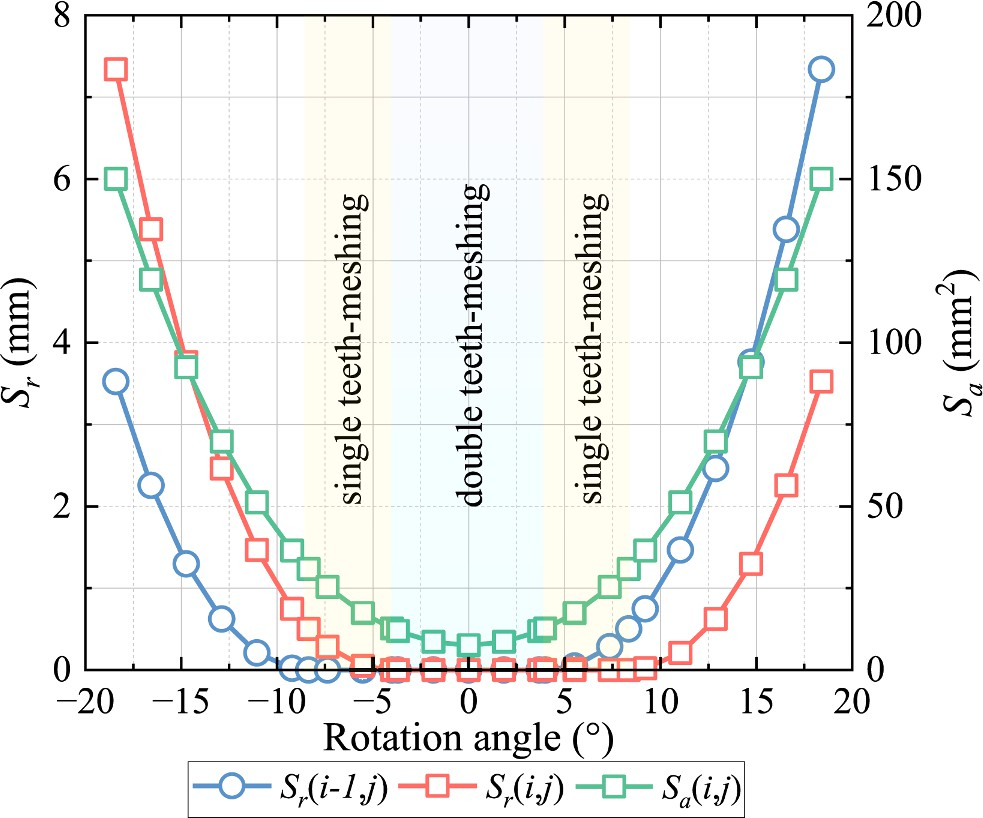 8
6
4
2
0
200
150
100
50
0
S_r (mm)
S_a (mm²)
single teeth-meshing
double teeth-meshing
single teeth-meshing
−20 −15 −10 −5 0 5 10 15 20
Rotation angle (°)
S_r(i-1,j) S_r(i,j) S_a(i,j)